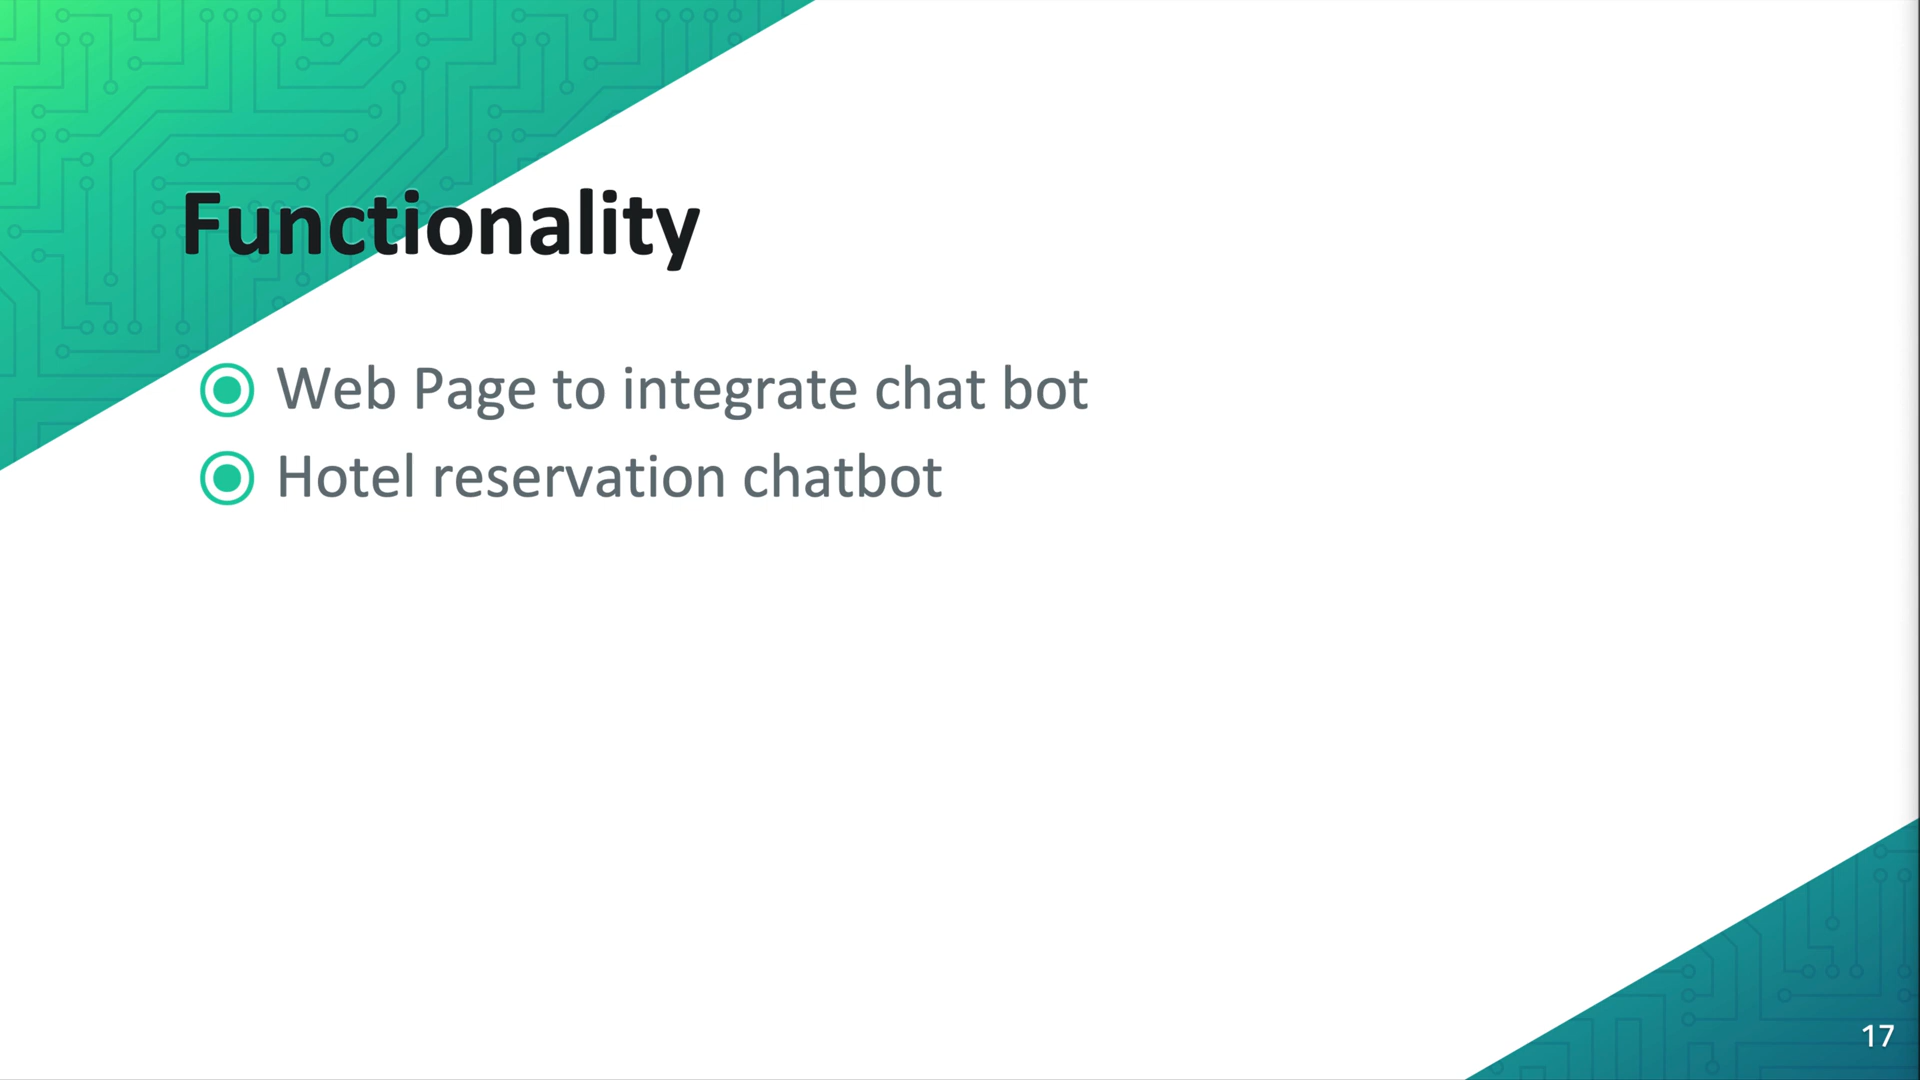 Functionality
Web Page to integrate chat bot
Hotel reservation chatbot
17